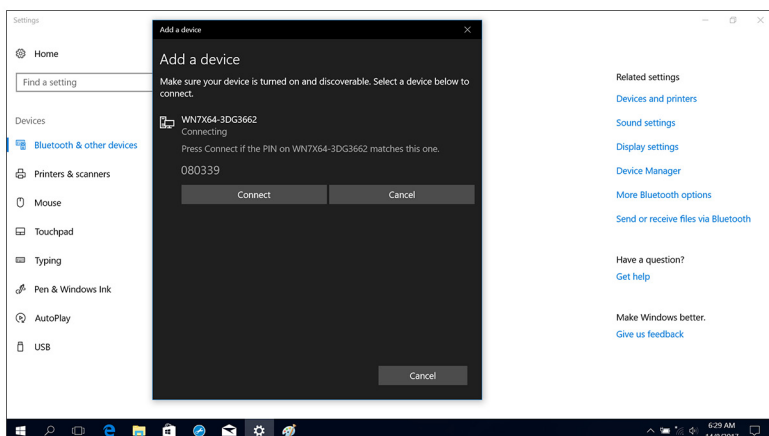 Settings
Home
Find a setting
Devices
Bluetooth & other devices
Printers & scanners
Mouse
Touchpad
Typing
Pen & Windows Ink
AutoPlay
USB
Add a device
Add a device
Make sure your device is turned on and discoverable. Select a device below to
connect.
WN7X64-3DG3662
Connecting
Press Connect if the PIN on WN7X64-3DG3662 matches this one.
080339
Connect
Cancel
Cancel
Related settings
Devices and printers
Sound settings
Display settings
Device Manager
More Bluetooth options
Send or receive files via Bluetooth
Have a question?
Get help
Make Windows better.
Give us feedback
6:29 AM